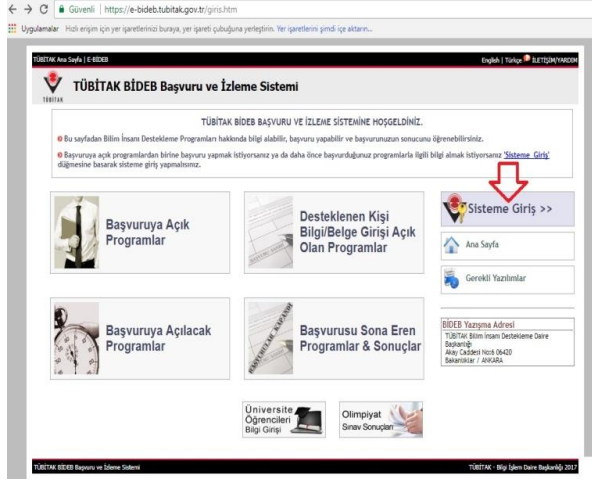 Güvenli | https://e-bideb.tubitak.gov.tr/giris.htm
Uygulamalar Hızlı erişim için yer işaretlerinizi buraya, yer işareti çubuğuna yerleştirin. Yer işaretlerini şimdi içe aktarın...
TÜBİTAK Ana Sayfa | E-BİDEB
English | Türkçe İLETİŞİM/YARDIM
TÜBİTAK
TÜBİTAK BİDEB Başvuru ve İzleme Sistemi
TÜBİTAK BİDEB BAŞVURU VE İZLEME SİSTEMİNE HOŞGELDİNİZ.
Bu sayfadan Bilim İnsanı Destekleme Programları hakkında bilgi alabilir, başvuru yapabilir ve başvurunuzun sonucunu öğrenebilirsiniz.
Başvuruya açık programlardan birine başvuru yapmak istiyorsanız ya da daha önce başvurduğunuz programlarla ilgili bilgi almak istiyorsanız 'Sisteme Giriş'
düğmesine basarak sisteme giriş yapmalısınız.
Başvuruya Açık
Programlar
Desteklenen Kişi
Bilgi/Belge Girişi Açık
Olan Programlar
Sisteme Giriş >>
Ana Sayfa
Gerekli Yazılımlar
Başvuruya Açılacak
Programlar
BAŞVURULAR KAPANDI
Başvurusu Sona Eren
Programlar & Sonuçlar
BİDEB Yazışma Adresi
TÜBİTAK Bilim İnsanı Destekleme Daire
Başkanlığı
Akay Caddesi No:6 06420
Bakanlıklar / ANKARA
Üniversite
Öğrencileri
Bilgi Girişi
Olimpiyat
Sınav Sonuçları
TÜBİTAK BİDEB Başvuru ve İzleme Sistemi
TÜBİTAK - Bilgi İşlem Daire Başkanlığı 2017